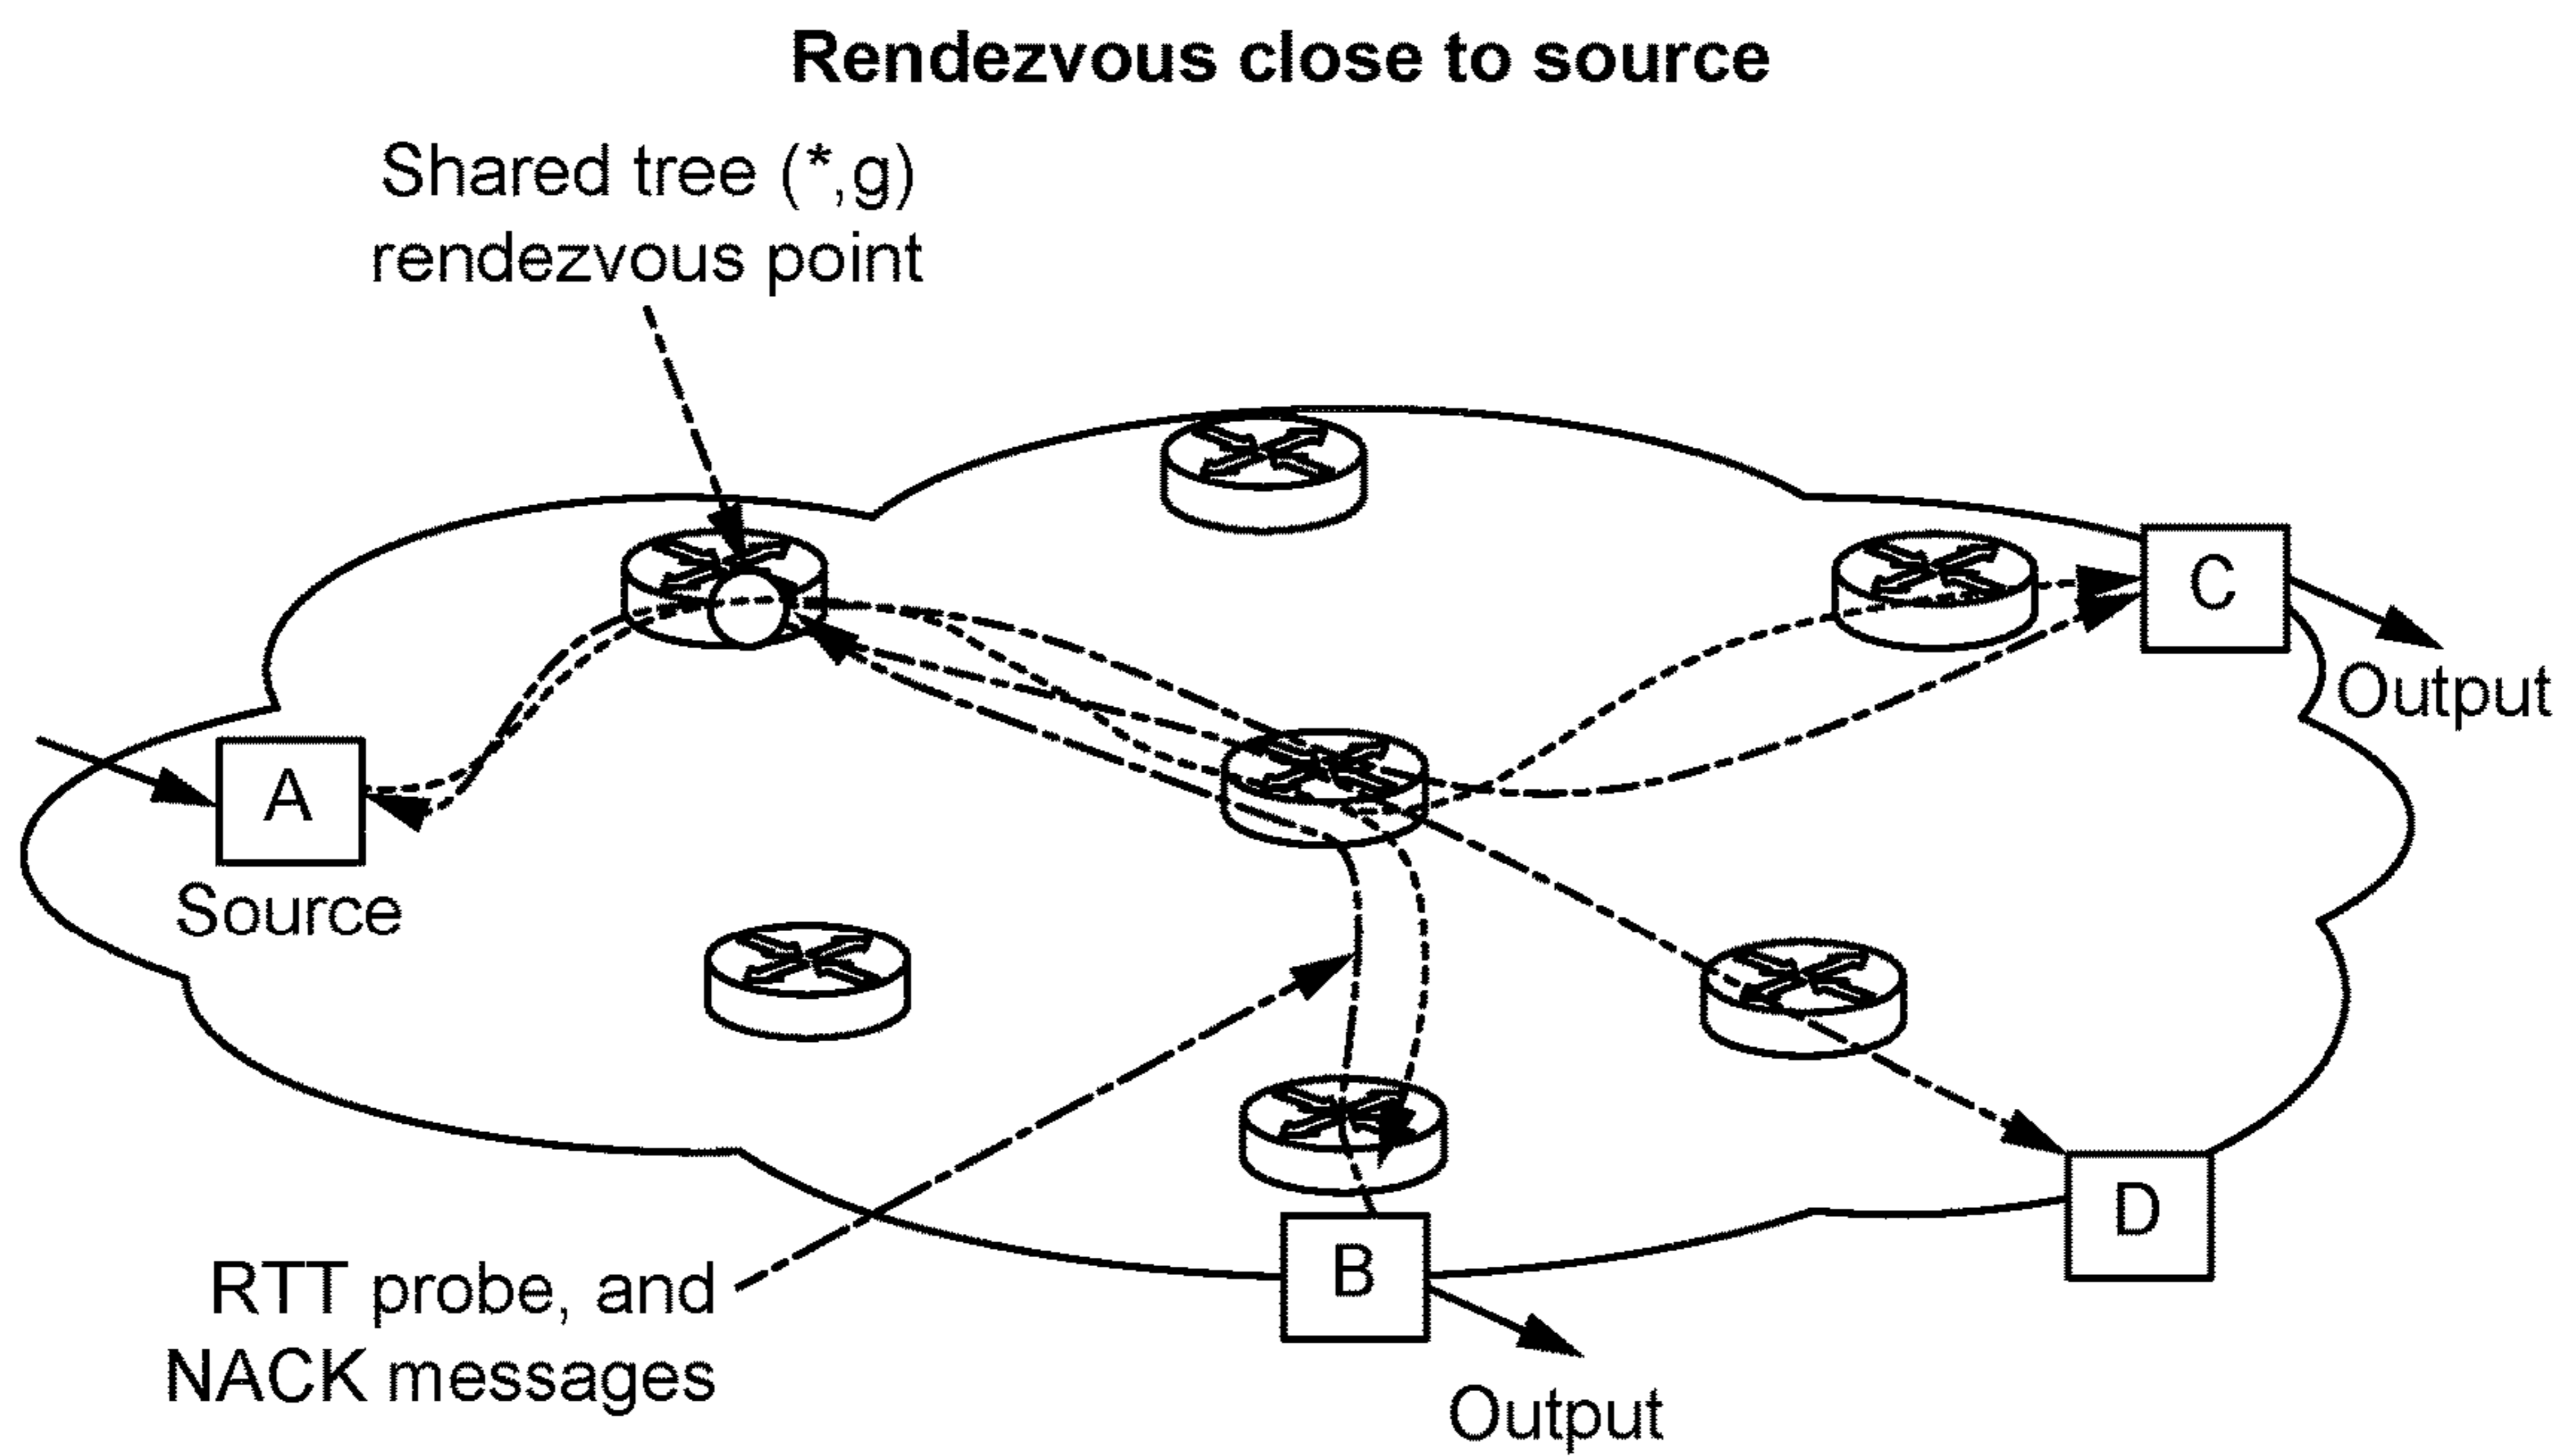 Rendezvous close to source
Shared tree (*,g)
rendezvous point
C
Output
A
Source
D
B
RTT probe, and
NACK messages
Output